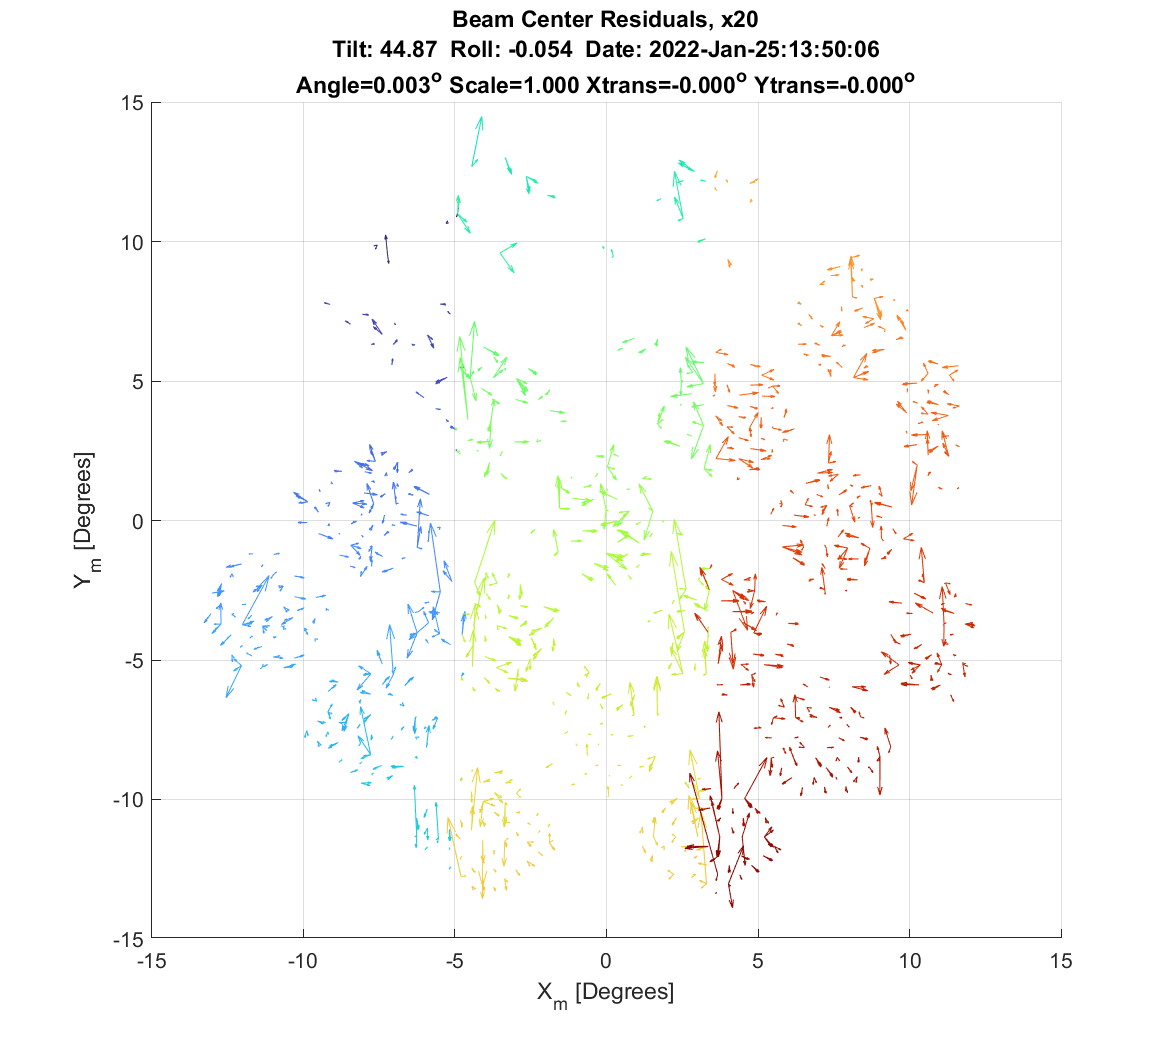 Beam Center Residuals, x20
Tilt: 44.87 Roll: -0.054 Date: 2022-Jan-25:13:50:06
Angle=0.003° Scale=1.000 Xtrans=-0.000° Ytrans=-0.000°
15
10
5
0
-5
-10
-15
Y_m [Degrees]
-15 -10 -5 0 5 10 15
X_m [Degrees]